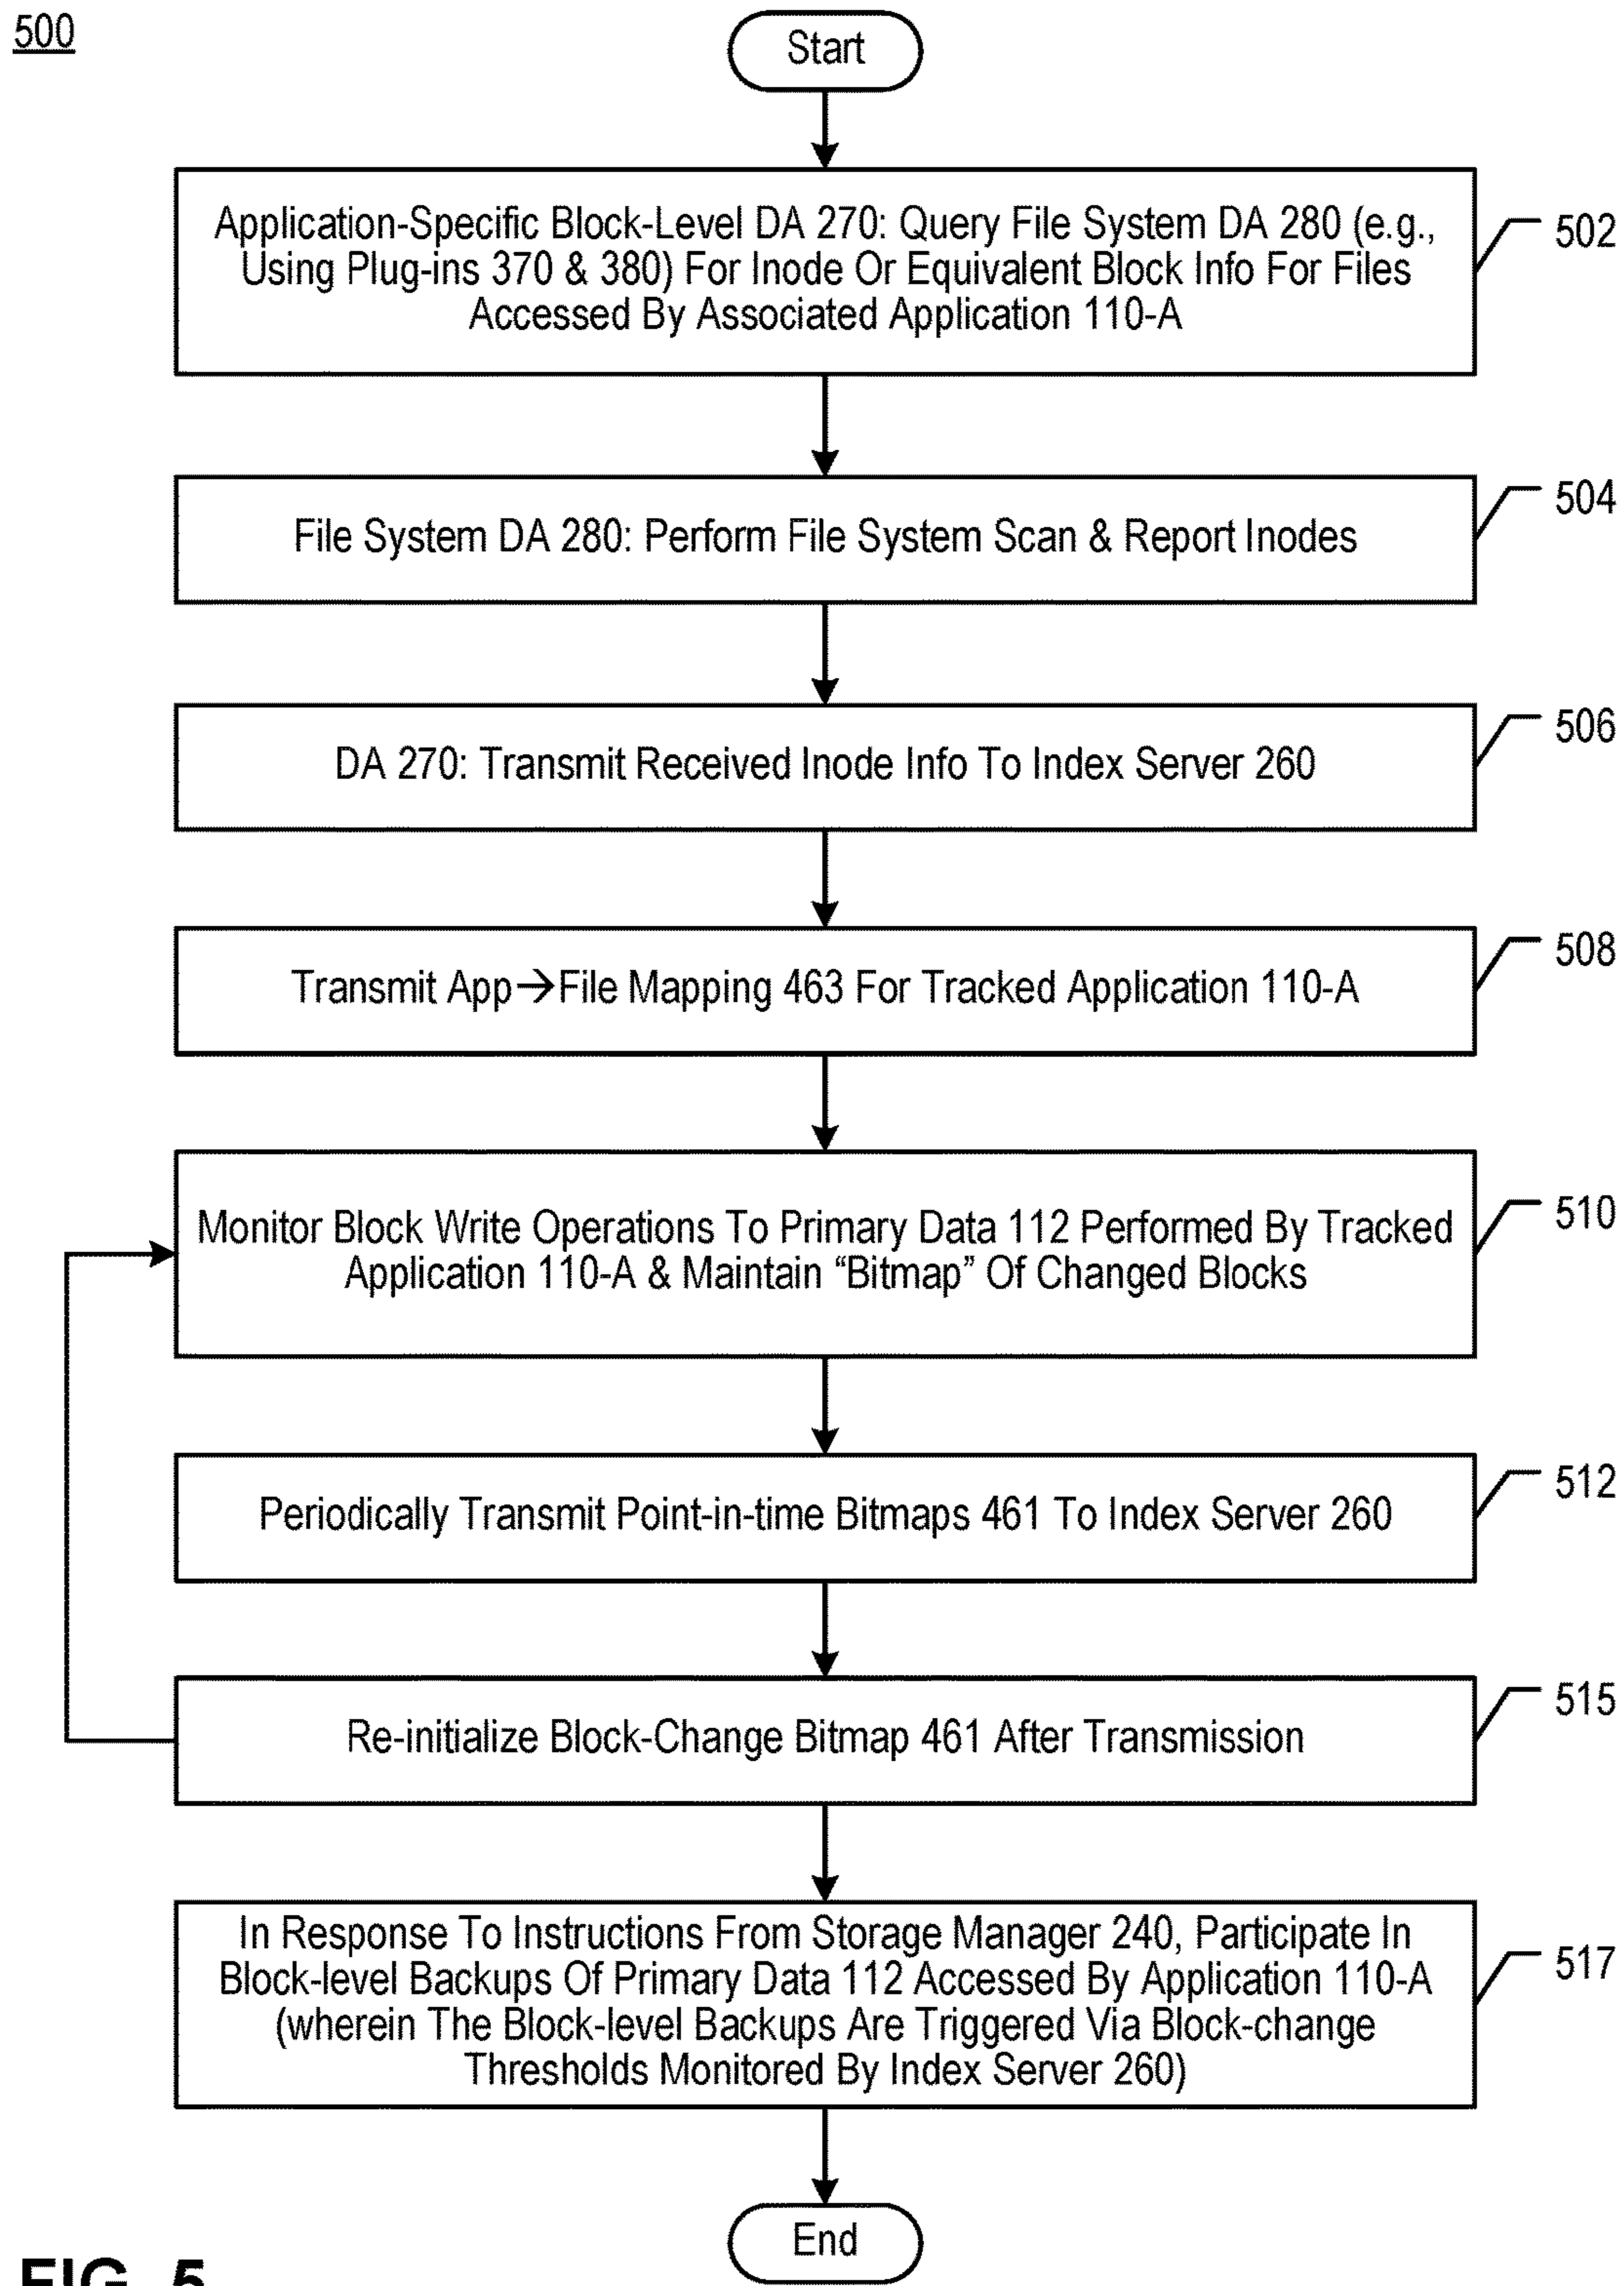 500
Start
Application-Specific Block-Level DA 270: Query File System DA 280 (e.g.,
Using Plug-ins 370 & 380) For Inode Or Equivalent Block Info For Files
Accessed By Associated Application 110-A
502
File System DA 280: Perform File System Scan & Report Inodes
504
DA 270: Transmit Received Inode Info To Index Server 260
506
Transmit App→File Mapping 463 For Tracked Application 110-A
508
Monitor Block Write Operations To Primary Data 112 Performed By Tracked
Application 110-A & Maintain “Bitmap” Of Changed Blocks
510
Periodically Transmit Point-in-time Bitmaps 461 To Index Server 260
512
Re-initialize Block-Change Bitmap 461 After Transmission
515
In Response To Instructions From Storage Manager 240, Participate In
Block-level Backups Of Primary Data 112 Accessed By Application 110-A
(wherein The Block-level Backups Are Triggered Via Block-change
Thresholds Monitored By Index Server 260)
517
End
FIG. 5